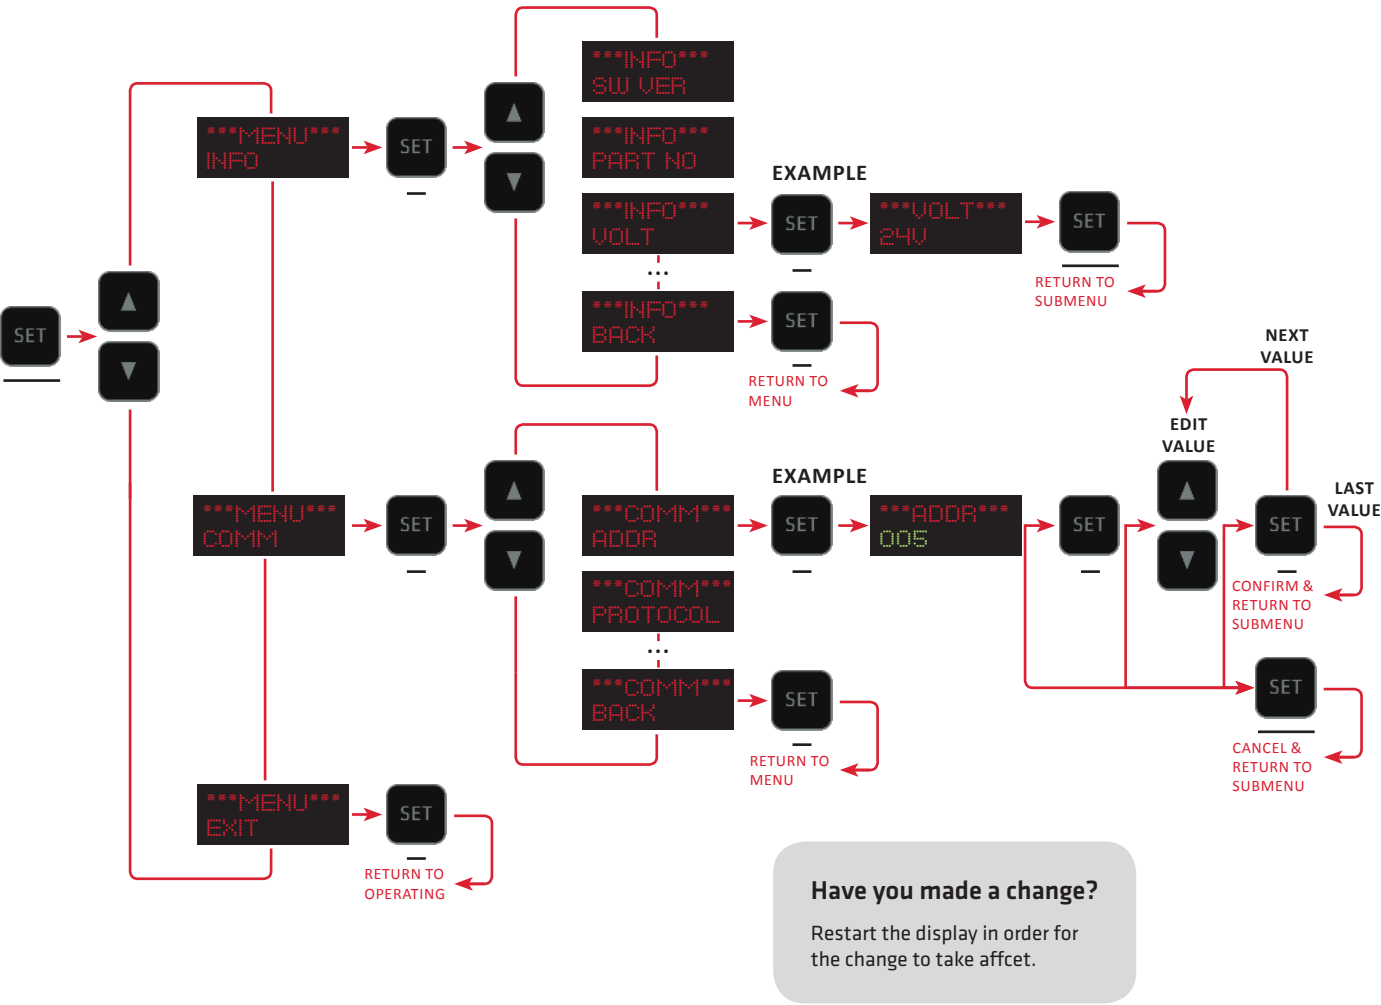 ***INFO***
SW VER
***MENU***
INFO
SET
***INFO***
PART NO
EXAMPLE
***INFO***
VOLT
SET
***VOLT***
24V
SET
RETURN TO
SUBMENU
...
***INFO***
BACK
SET
RETURN TO
MENU
SET
NEXT
VALUE
EDIT
VALUE
***MENU***
COMM
SET
***COMM***
ADDR
EXAMPLE
SET
***ADDR***
005
SET
SET
LAST
VALUE
CONFIRM &
RETURN TO
SUBMENU
***COMM***
PROTOCOL
...
***COMM***
BACK
SET
RETURN TO
MENU
SET
CANCEL &
RETURN TO
SUBMENU
***MENU***
EXIT
SET
RETURN TO
OPERATING
Have you made a change?
Restart the display in order for
the change to take affcet.